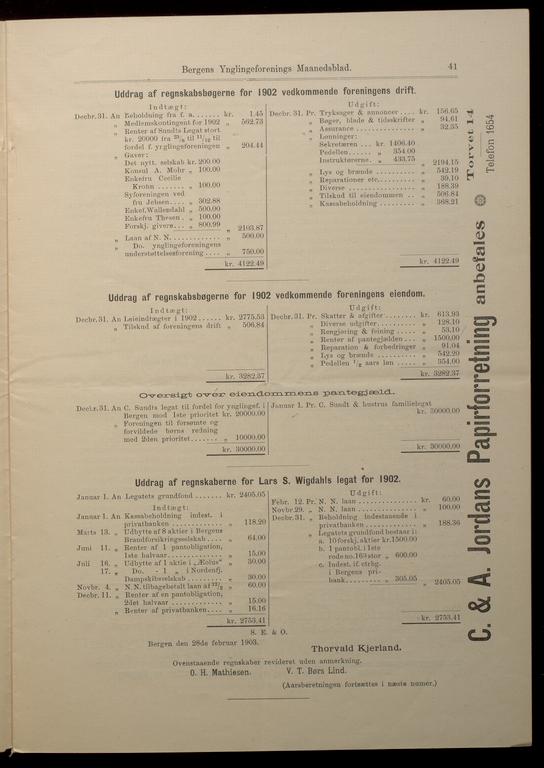 Bergens Ynglingeforenings Maanedsblad. 41
Uddrag af regnskabsbøgerne for 1902 vedkommende foreningens drift.
Indtægt:
Decbr. 31. An Beholdning fra f. a. ....... kr. 1.45
„ Medlemskontingent for 1902 „ 562.73
„ Renter af Sundts Legat stort
kr. 20000 fra til 11/12 til
fordel f. ynglingeforeningen „ 204.44
„ Gaver:
Det nytt. selskab kr. 200.00
Konsul A. Mohr „ 100.00
Enkefru Cecilie
Krohn ....... „ 100.00
Syforeningen ved
fru Jebsen.... „ 302.88
Enkef. Wallendahl „ 500.00
Enkefru Thesen . „ 100.00
Forskj. givere... „ 800.99
„ 2103.87
„ Laan af N. N. ............ „ 500.00
„ Do. ynglingeforeningens
understøttelsesforening .... „ 750.00
kr. 4122.49
Udgift:
Decbr. 31. Pr. Tryksager & annoncer.... kr. 156.65
„ Bøger, blade & tidsskrifter „ 94.61
„ Assurance .............. „ 32.35
„ Lønninger:
Sekretæren ... kr. 1406.40
Pedellen...... „ 354.00
Instruktørerne. „ 433.75
„ 2194.15
„ Lys og brænde .......... „ 542.19
„ Reparationer etc......... „ 39.10
„ Diverse ................ „ 188.39
„ Tilskud til eiendommen .. „ 506.84
„ Kassabeholdning ......... „ 368.21
kr. 4122.49
Uddrag af regnskabsbøgerne for 1902 vedkommende foreningens eiendom.
Indtægt:
Decbr. 31. An Leieindtægter i 1902 ...... kr. 2775.53
„ Tilskud af foreningens drift „ 506.84
kr. 3282.37
Udgift:
Decbr. 31. Pr. Skatter & afgifter ........ kr. 613.93
„ Diverse udgifter.......... „ 128.10
„ Rengjøring & feining ..... „ 53.10
„ Renter af pantegjælden... „ 1500.00
„ Reparation & forbedringer „ 91.04
„ Lys og brænde .......... „ 542.20
„ Pedellen 1/2 aars løn ..... „ 354.00
kr. 3282.37
Oversigt over eiendommens pantegjæld.
Decbr. 31. An C. Sundts legat til fordel for ynglingef. i
Bergen mod 1ste prioritet kr. 20000.00
„ Foreningen til forsømte og
forvildede børns redning
mod 2den prioritet...... „ 10000.00
kr. 30000.00
Januar 1. Pr. C. Sundt & hustrus familielegat
kr. 30000.00
kr. 30000.00
Uddrag af regnskaberne for Lars S. Wigdahls legat for 1902.
Januar 1. An Legatets grundfond ...... kr. 2405.05
Indtægt:
Januar 1. An Kassabeholdning indest. i
privatbanken ............ „ 118.20
Marts 13. „ Udbytte af 8 aktier i Bergens
Brandforsikringsselskab .... „ 64.00
Juni 11. „ Renter af 1 pantobligation,
1ste halvaar.............. „ 15.00
Juli 16. „ Udbytte af 1 aktie i „Æolus“ „ 30.00
17. „ Do. - 1 „ i Nordenfj.
Dampskibsselskab ........ „ 30.00
Novbr. 4. „ N. N. tilbagebetalt laan af „ 60.00
Decbr. 11. „ Renter af en pantobligation,
2det halvaar ............. „ 15.00
„ Renter af privatbanken.... „ 16.16
kr. 2753.41
Udgift:
Febr. 12. Pr. N. N. laan .............. kr. 60.00
Novbr. 29. „ N. N. laan .............. „ 100.00
Decbr. 31. „ Beholdning indestaaende i
privatbanken ............ „ 188.36
„ Legatets grundfond bestaar i:
a. 10 forskj. aktier kr. 1500.00
b. 1 pantobl. i 1ste
rode no. 163 stor „ 600.00
c. Indest. if. ctrbg.
i Bergens pri-
bank......... „ 305.05 „ 2405.05
kr. 2753.41
S. E. & O.
Bergen den 28de februar 1903.
Thorvald Kjerland.
Ovenstaaende regnskaber revideret uden anmerkning.
O. H. Mathiesen. V. T. Børs Lind.
(Aarsberetningen fortsættes i næste nummer.)
C. & A. Jordans Papirforretning anbefales
Torvet 14
Telefon 1654